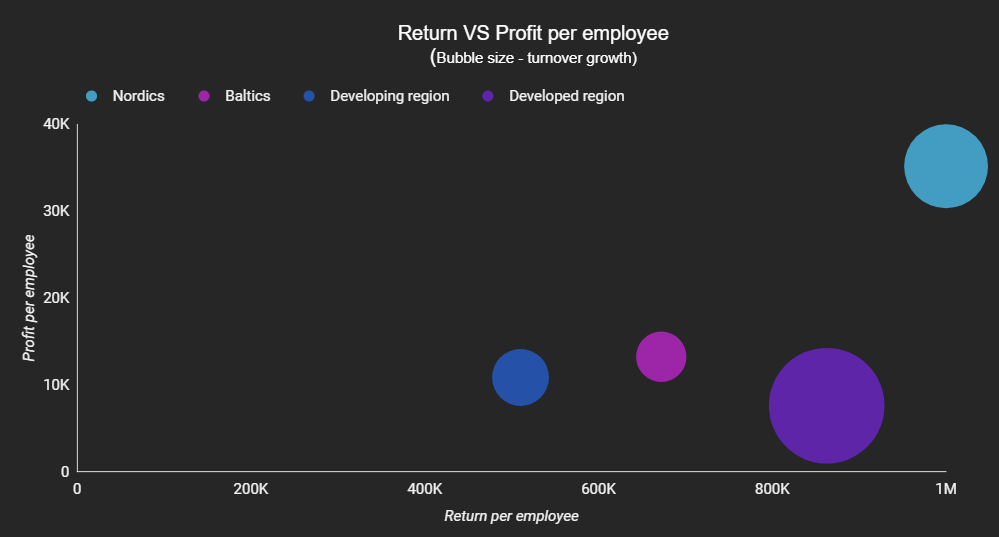 Return VS Profit per employee
(Bubble size - turnover growth)
Nordics Baltics Developing region Developed region
40K
30K
20K
10K
0
Profit per employee
0 200K 400K 600K 800K 1M
Return per employee